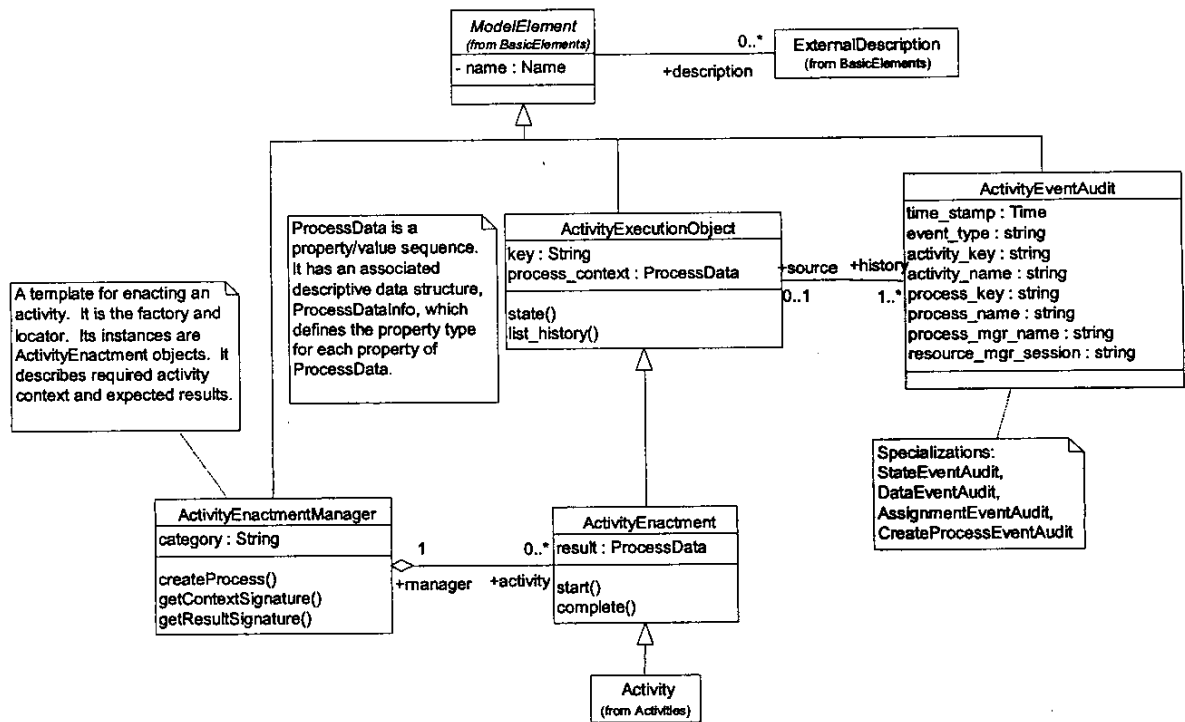 ModelElement
(from BasicElements)
- name : Name
0..*
+description
ExternalDescription
(from BasicElements)
ActivityEventAudit
time_stamp : Time
event_type : string
activity_key : string
activity_name : string
process_key : string
process_name : string
process_mgr_name : string
resource_mgr_session : string
ProcessData is a
property/value sequence.
It has an associated
descriptive data structure,
ProcessDataInfo, which
defines the property type
for each property of
ProcessData.
ActivityExecutionObject
key : String
process_context : ProcessData
state()
list_history()
+source
+history
0..1
1..*
A template for enacting an
activity. It is the factory and
locator. Its instances are
ActivityEnactment objects. It
describes required activity
context and expected results.
Specializations:
StateEventAudit,
DataEventAudit,
AssignmentEventAudit,
CreateProcessEventAudit
ActivityEnactmentManager
category : String
createProcess()
getContextSignature()
getResultSignature()
1
0..*
+manager
+activity
ActivityEnactment
result : ProcessData
start()
complete()
Activity
(from Activities)